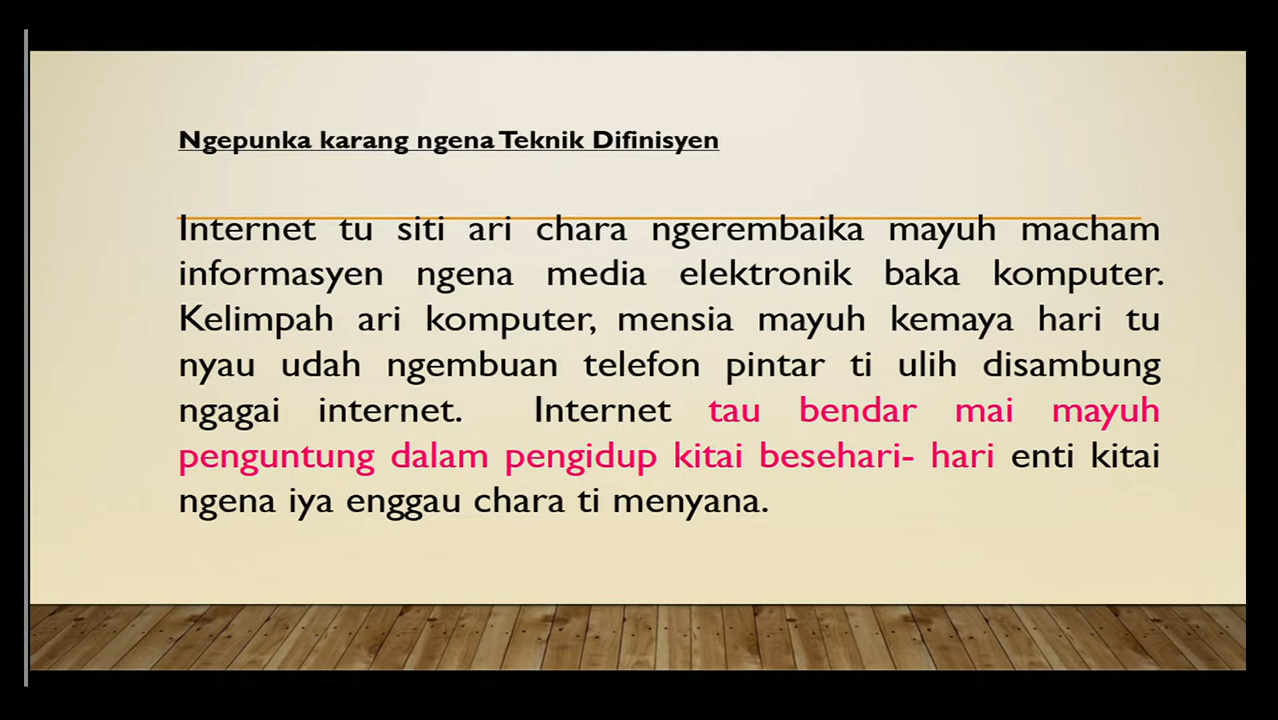 Ngepunka karang ngena Teknik Difinisyen
Internet tu siti ari chara ngerembaika mayuh macham
informasyen ngena media elektronik baka komputer.
Kelimpah ari komputer, mensia mayuh kemaya hari tu
nyau udah ngembuan telefon pintar ti ulih disambung
ngagai internet. Internet tau bendar mai mayuh
penguntung dalam pengidup kitai besehari- hari enti kitai
ngena iya enggau chara ti menyana.